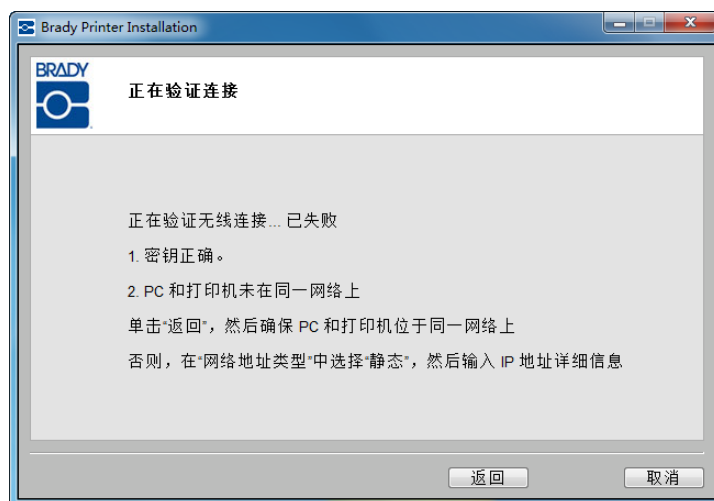 Brady Printer Installation
BRADY
正在验证连接
正在验证无线连接... 已失败
1. 密钥正确。
2. PC 和打印机未在同一网络上
单击“返回”，然后确保 PC 和打印机位于同一网络上
否则，在“网络地址类型”中选择“静态”，然后输入 IP 地址详细信息
返回
取消